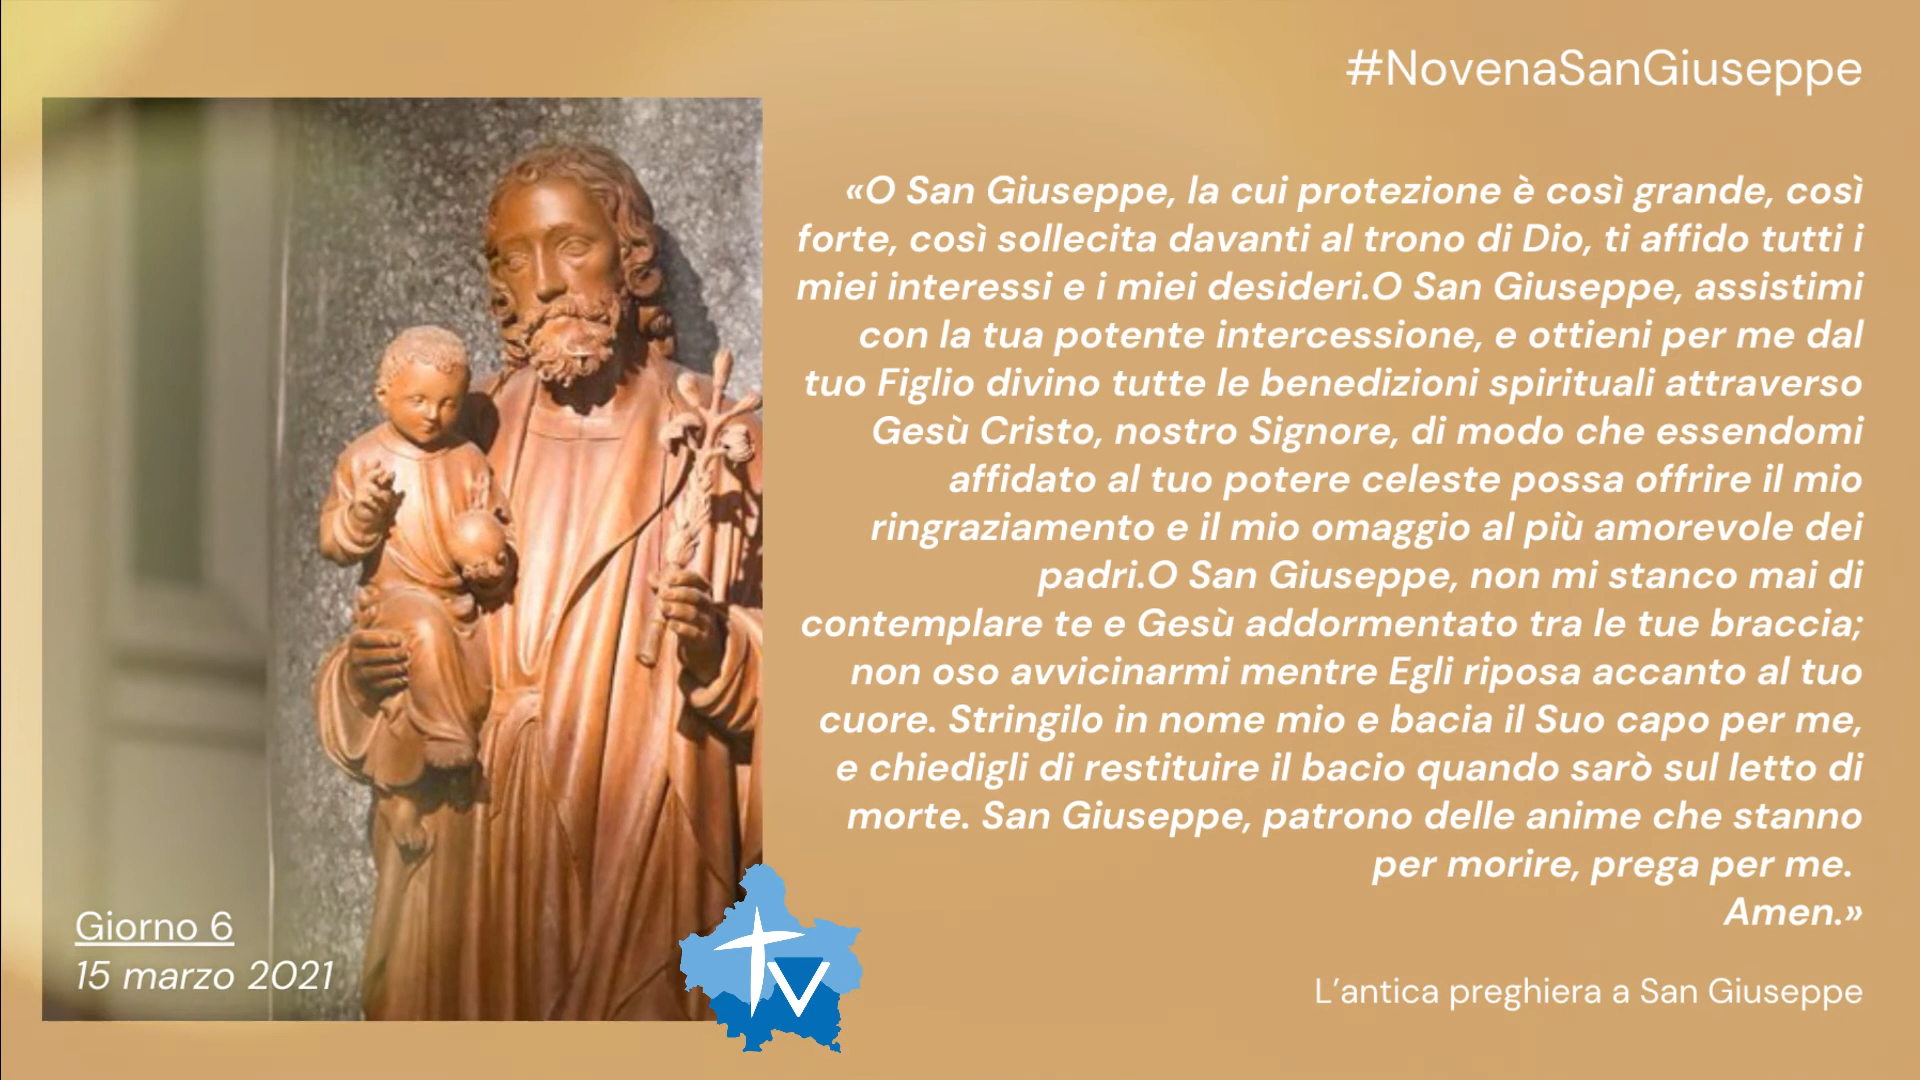 #NovenaSanGiuseppe
«O San Giuseppe, la cui protezione è così grande, così
forte, così sollecita davanti al trono di Dio, ti affido tutti i
miei interessi e i miei desideri.O San Giuseppe, assistimi
con la tua potente intercessione, e ottieni per me dal
tuo Figlio divino tutte le benedizioni spirituali attraverso
Gesù Cristo, nostro Signore, di modo che essendomi
affidato al tuo potere celeste possa offrire il mio
ringraziamento e il mio omaggio al più amorevole dei
padri.O San Giuseppe, non mi stanco mai di
contemplare te e Gesù addormentato tra le tue braccia;
non oso avvicinarmi mentre Egli riposa accanto al tuo
cuore. Stringilo in nome mio e bacia il Suo capo per me,
e chiedigli di restituire il bacio quando sarò sul letto di
morte. San Giuseppe, patrono delle anime che stanno
per morire, prega per me.
Amen.»
L’antica preghiera a San Giuseppe
Giorno 6
15 marzo 2021
tv